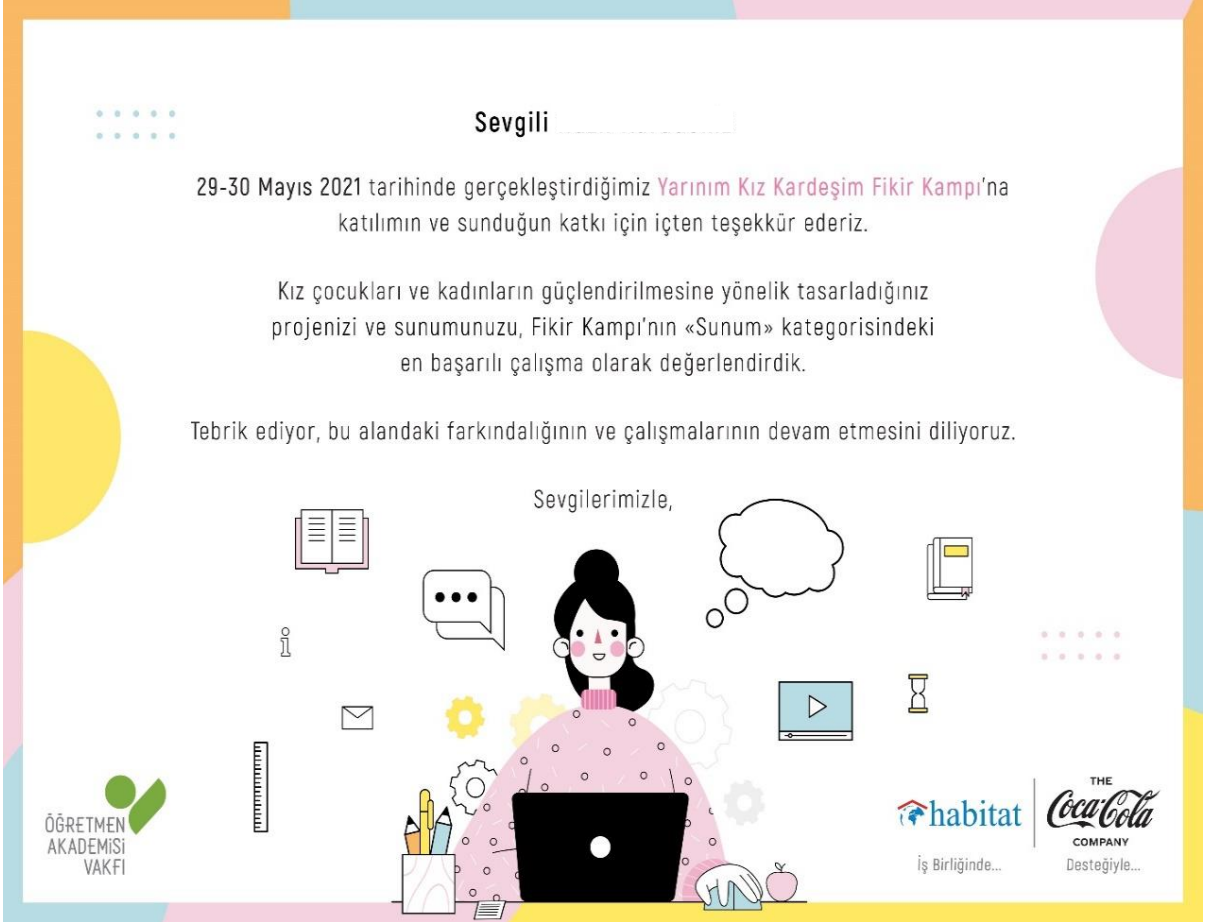 Sevgili
29-30 Mayıs 2021 tarihinde gerçekleştirdiğimiz Yarınım Kız Kardeşim Fikir Kampı'na
katılımın ve sunduğun katkı için içten teşekkür ederiz.
Kız çocukları ve kadınların güçlendirilmesine yönelik tasarladığınız
projenizi ve sunumunuzu, Fikir Kampı'nın «Sunum» kategorisindeki
en başarılı çalışma olarak değerlendirdik.
Tebrik ediyor, bu alandaki farkındalığının ve çalışmalarının devam etmesini diliyoruz.
Sevgilerimizle,
ÖĞRETMEN
AKADEMİSİ
VAKFI
habitat
İş Birliğinde...
THE
Coca-Cola
COMPANY
Desteğiyle...